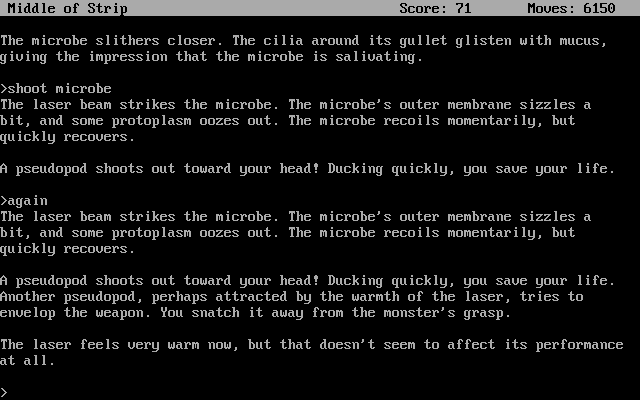 Middle of Strip Score: 71 Moves: 6150
The microbe slithers closer. The cilia around its gullet glisten with mucus,
giving the impression that the microbe is salivating.
>shoot microbe
The laser beam strikes the microbe. The microbe's outer membrane sizzles a
bit, and some protoplasm oozes out. The microbe recoils momentarily, but
quickly recovers.
A pseudopod shoots out toward your head! Ducking quickly, you save your life.
>again
The laser beam strikes the microbe. The microbe's outer membrane sizzles a
bit, and some protoplasm oozes out. The microbe recoils momentarily, but
quickly recovers.
A pseudopod shoots out toward your head! Ducking quickly, you save your life.
Another pseudopod, perhaps attracted by the warmth of the laser, tries to
envelop the weapon. You snatch it away from the monster's grasp.
The laser feels very warm now, but that doesn't seem to affect its performance
at all.
>